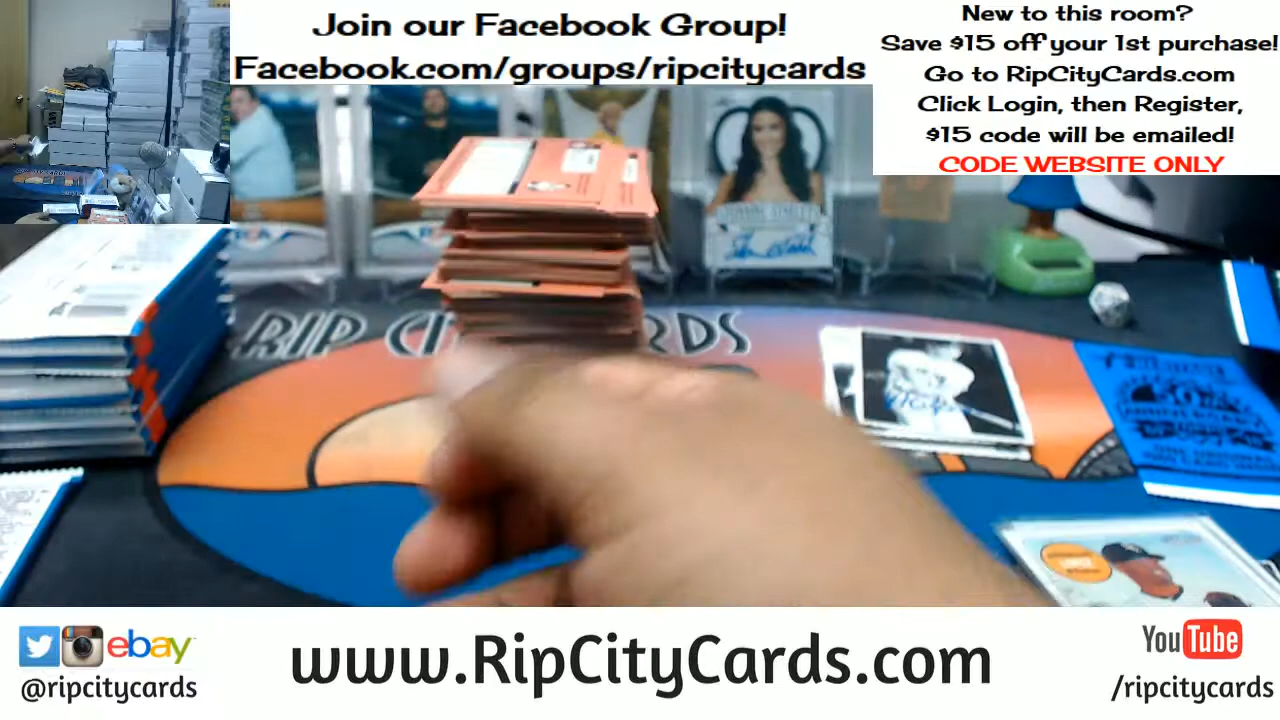 Join our Facebook Group!
Facebook.com/groups/ripcitycards
New to this room?
Save $15 off your 1st purchase!
Go to RipCityCards.com
Click Login, then Register,
$15 code will be emailed!
CODE WEBSITE ONLY
RIP CI RDS
ebay
@ripcitycards
www.RipCityCards.com
YouTube
/ripcitycards